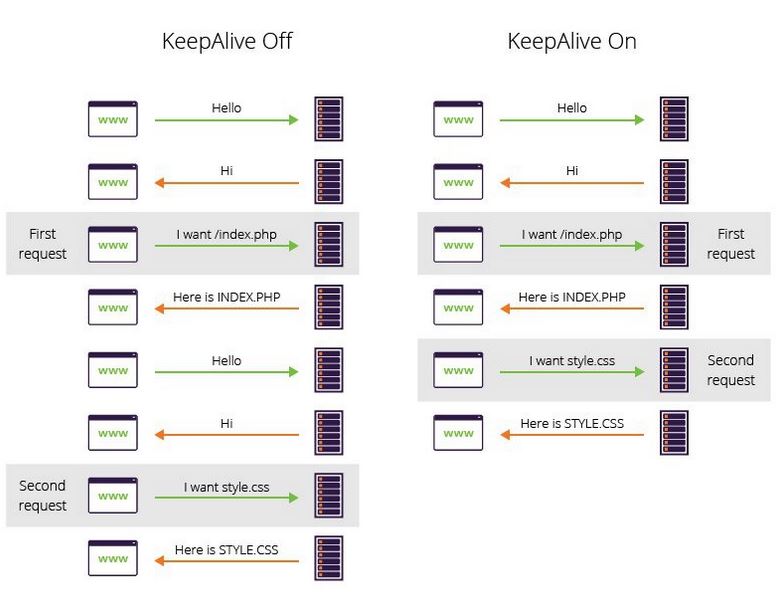 KeepAlive Off
www
Hello
www
Hi
First
request
www
I want /index.php
www
Here is INDEX.PHP
www
Hello
www
Hi
Second
request
www
I want style.css
www
Here is STYLE.CSS
KeepAlive On
www
Hello
www
Hi
www
I want /index.php
First
request
www
Here is INDEX.PHP
www
I want style.css
Second
request
www
Here is STYLE.CSS